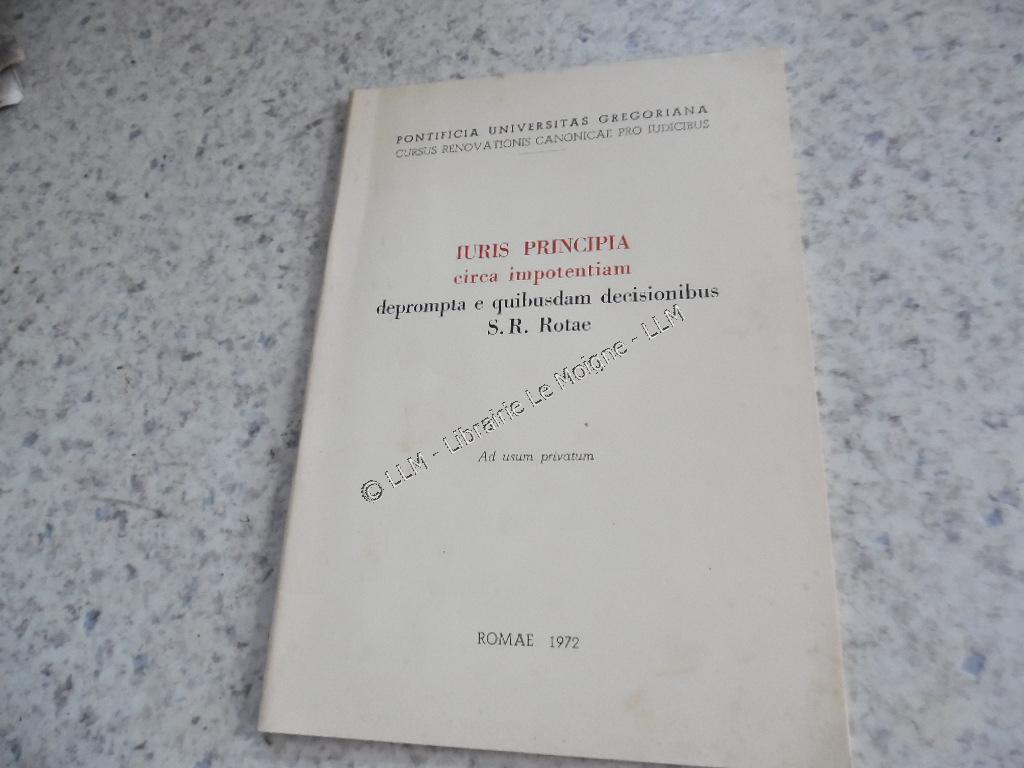 PONTIFICIA UNIVERSITAS GREGORIANA
CURSUS RENOVATIONIS CANONICAE PRO IUDICIBUS
IURIS PRINCIPIA
circa impotentiam
deprompta e quibusdam decisionibus
S. R. Rotae
© LLM - Librairie Le Moigne - LLM
Ad usum privatum
ROMAE 1972